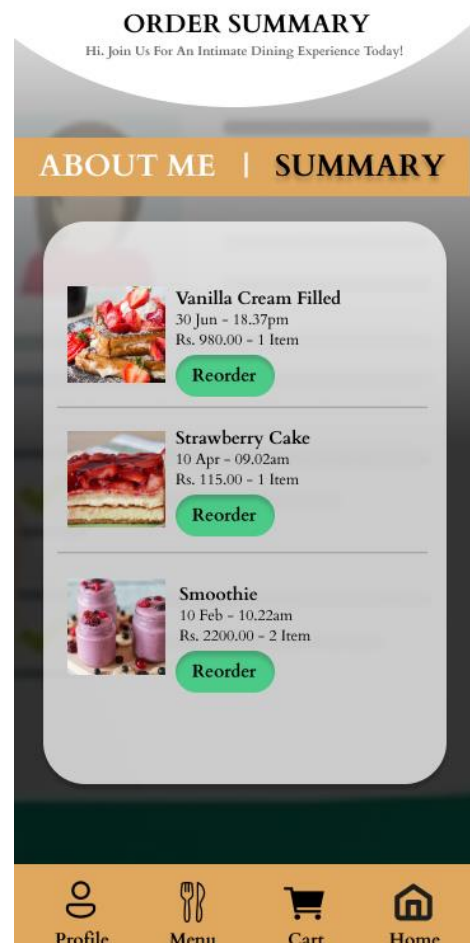 ORDER SUMMARY
Hi. Join Us For An Intimate Dining Experience Today!
ABOUT ME | SUMMARY
Vanilla Cream Filled
30 Jun - 18.37pm
Rs. 980.00 - 1 Item
Reorder
Strawberry Cake
10 Apr - 09.02am
Rs. 115.00 - 1 Item
Reorder
Smoothie
10 Feb - 10.22am
Rs. 2200.00 - 2 Item
Reorder
Profile Menu Cart Home